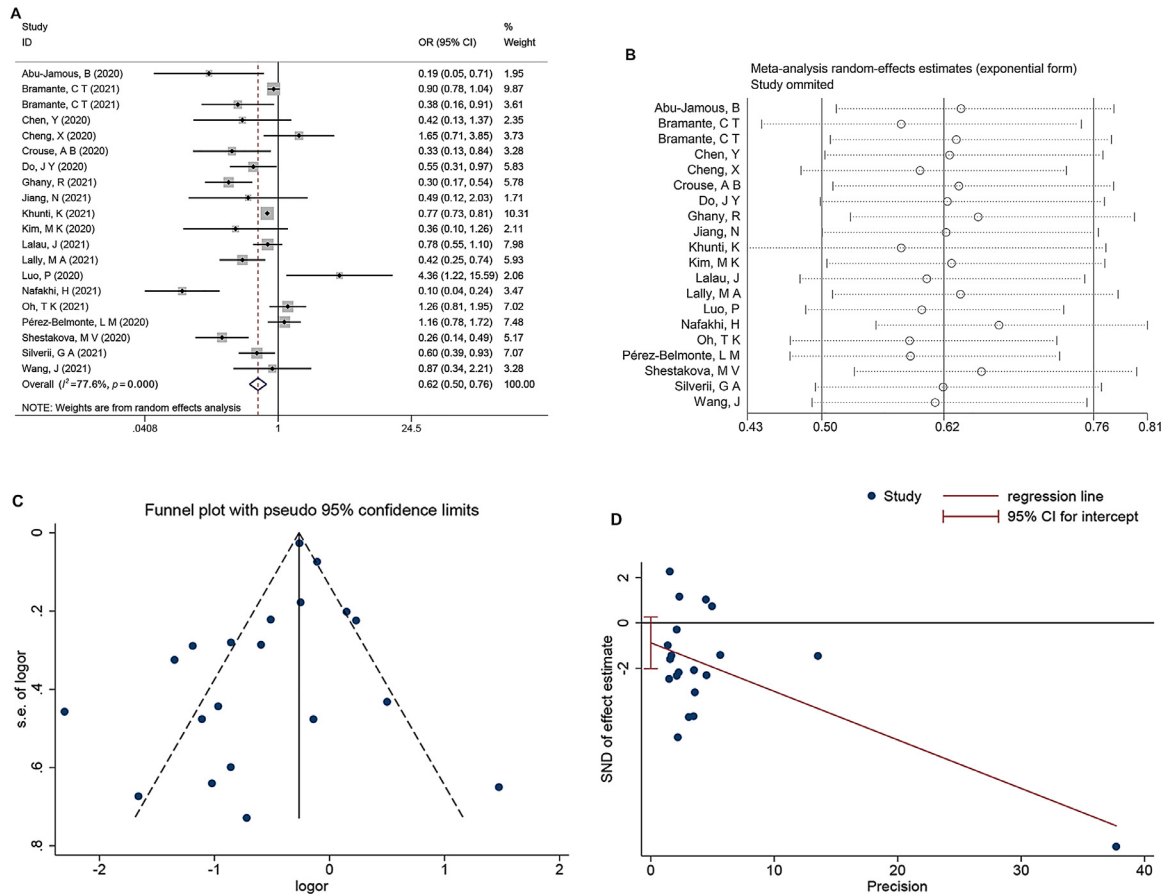 A
Study %
ID OR (95% CI) Weight
Abu-Jamous, B (2020) 0.19 (0.05, 0.71) 1.95
Bramante, C T (2021) 0.90 (0.78, 1.04) 9.87
Bramante, C T (2021) 0.38 (0.16, 0.91) 3.61
Chen, Y (2020) 0.42 (0.13, 1.37) 2.35
Cheng, X (2020) 1.65 (0.71, 3.85) 3.73
Crouse, A B (2020) 0.33 (0.13, 0.84) 3.28
Do, J Y (2020) 0.55 (0.31, 0.97) 5.83
Ghany, R (2021) 0.30 (0.17, 0.54) 5.78
Jiang, N (2021) 0.49 (0.12, 2.03) 1.71
Khunti, K (2021) 0.77 (0.73, 0.81) 10.31
Kim, M K (2020) 0.36 (0.10, 1.26) 2.11
Lalau, J (2021) 0.78 (0.55, 1.10) 7.98
Lally, M A (2021) 0.42 (0.25, 0.74) 5.93
Luo, P (2020) 4.36 (1.22, 15.59) 2.06
Nafakhi, H (2021) 0.10 (0.04, 0.24) 3.47
Oh, T K (2021) 1.26 (0.81, 1.95) 7.02
Pérez-Belmonte, L M (2020) 1.16 (0.78, 1.72) 7.48
Shestakova, M V (2020) 0.26 (0.14, 0.49) 5.17
Silverii, G A (2021) 0.60 (0.39, 0.93) 7.07
Wang, J (2021) 0.87 (0.34, 2.21) 3.28
Overall (I²=77.6%, p=0.000) 0.62 (0.50, 0.76) 100.00
NOTE: Weights are from random effects analysis
.0408 1 24.5
B
Meta-analysis random-effects estimates (exponential form)
Study ommited
Abu-Jamous, B
Bramante, C T
Bramante, C T
Chen, Y
Cheng, X
Crouse, A B
Do, J Y
Ghany, R
Jiang, N
Khunti, K
Kim, M K
Lalau, J
Lally, M A
Luo, P
Nafakhi, H
Oh, T K
Pérez-Belmonte, L M
Shestakova, M V
Silverii, G A
Wang, J
0.43 0.50 0.62 0.76 0.81
C
Funnel plot with pseudo 95% confidence limits
0
.2
.4
.6
.8
s.e. of logor
-2 -1 0 1 2
logor
D
Study regression line
95% CI for intercept
2
0
-2
SND of effect estimate
0 10 20 30 40
Precision